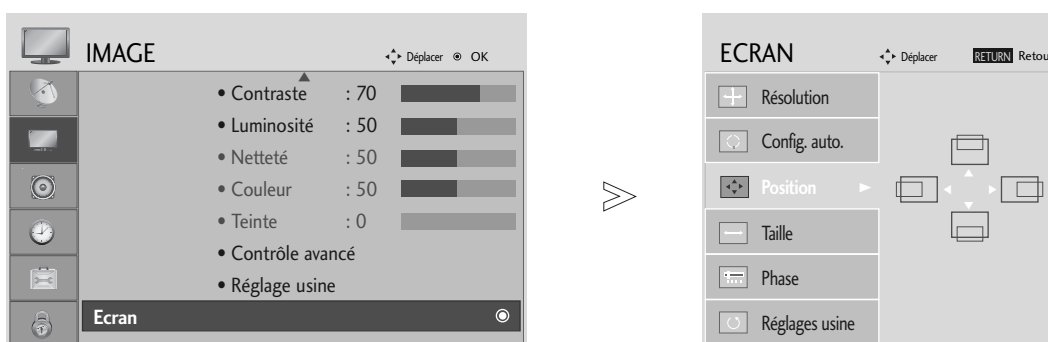 IMAGE
Déplacer OK
• Contraste : 70
• Luminosité : 50
• Netteté : 50
• Couleur : 50
• Teinte : 0
• Contrôle avancé
• Réglage usine
Ecran
ECRAN
Déplacer RETURN Retou
Résolution
Config. auto.
Position
Taille
Phase
Réglages usine